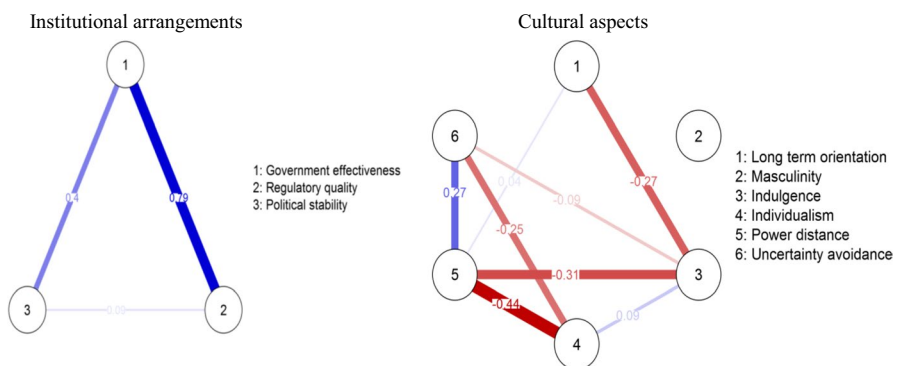 Institutional arrangements
1
0.4
0.79
3
2
1: Government effectiveness
2: Regulatory quality
3: Political stability
Cultural aspects
1
6
2
0.04
-0.27
0.27
-0.09
-0.25
5
-0.31
3
-0.44
0.09
4
1: Long term orientation
2: Masculinity
3: Indulgence
4: Individualism
5: Power distance
6: Uncertainty avoidance